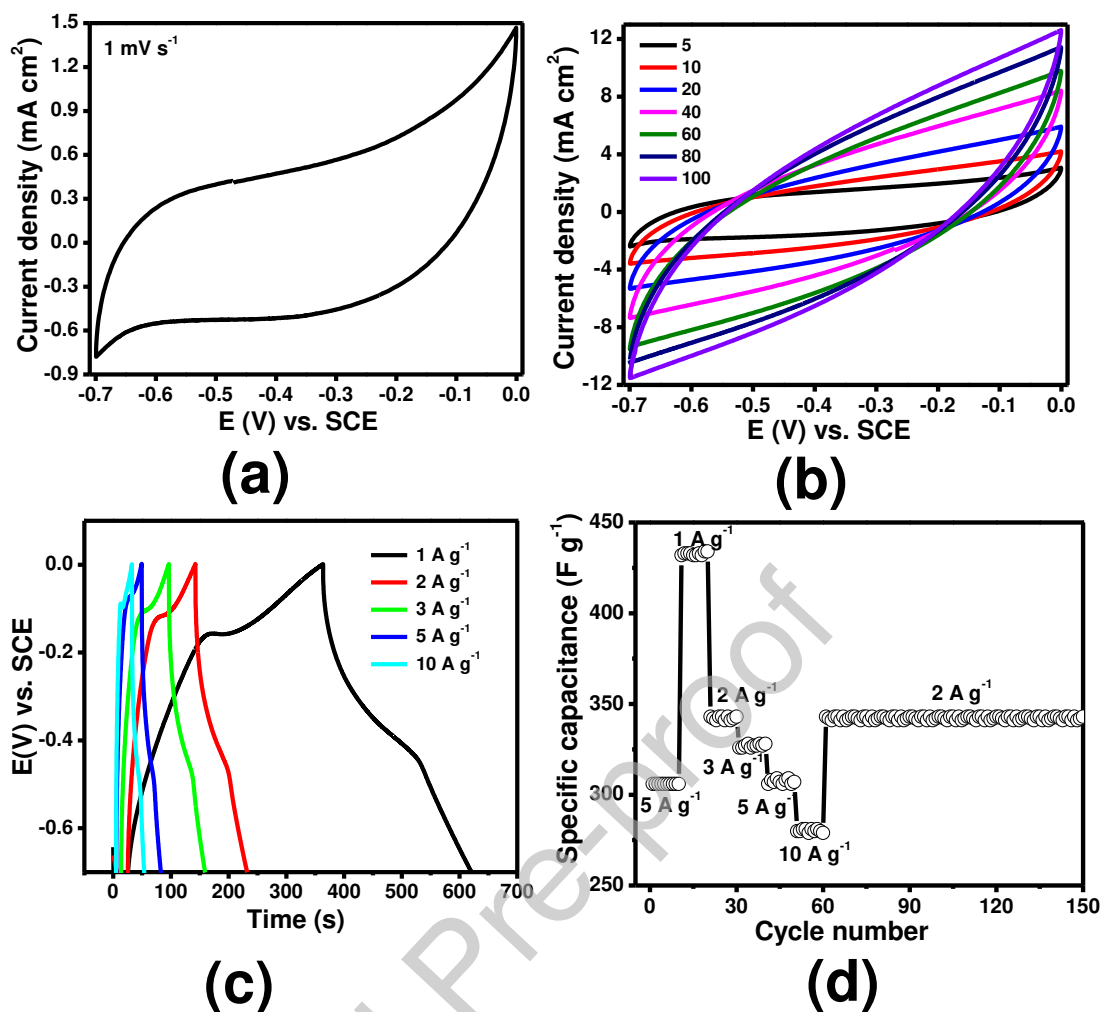 1.5
1.2
0.9
0.6
0.3
0.0
-0.3
-0.6
-0.9
Current density (mA cm²)
1 mV s⁻¹
-0.7 -0.6 -0.5 -0.4 -0.3 -0.2 -0.1 0.0
E (V) vs. SCE
(a)
12
8
4
0
-4
-8
-12
Current density (mA cm²)
5
10
20
40
60
80
100
-0.7 -0.6 -0.5 -0.4 -0.3 -0.2 -0.1 0.0
E (V) vs. SCE
(b)
0.0
-0.2
-0.4
-0.6
E(V) vs. SCE
1 A g⁻¹
2 A g⁻¹
3 A g⁻¹
5 A g⁻¹
10 A g⁻¹
0 100 200 300 400 500 600 700
Time (s)
(c)
450
400
350
300
250
Specific capacitance (F g⁻¹)
1 A g⁻¹
2 A g⁻¹
2 A g⁻¹
3 A g⁻¹
5 A g⁻¹
5 A g⁻¹
10 A g⁻¹
0 30 60 90 120 150
Cycle number
(d)
Pre-proof